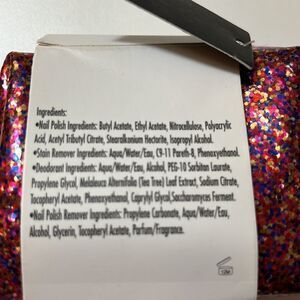 Ingredients:
•Nail Polish Ingredients: Butyl Acetate, Ethyl Acetate, Nitrocellulose, Polyacrylic
Acid, Acetyl Tributyl Citrate, Stearalkonium Hectorite, Isopropyl Alcohol.
•Stain Remover Ingredients: Aqua/Water/Eau, C9-11 Pareth-8, Phenoxyethanol.
•Deodorant Ingredients: Aqua/Water/Eau, Alcohol, PEG-10 Sorbitan Laurate,
Propylene Glycol, Melaleuca Alternifolia (Tea Tree) Leaf Extract, Sodium Citrate,
Tocopheryl Acetate, Phenoxyethanol, Caprylyl Glycol,Saccharomyces Ferment.
•Nail Polish Remover Ingredients: Propylene Carbonate, Aqua/Water/Eau,
Alcohol, Glycerin, Tocopheryl Acetate, Parfum/Fragrance.
12M